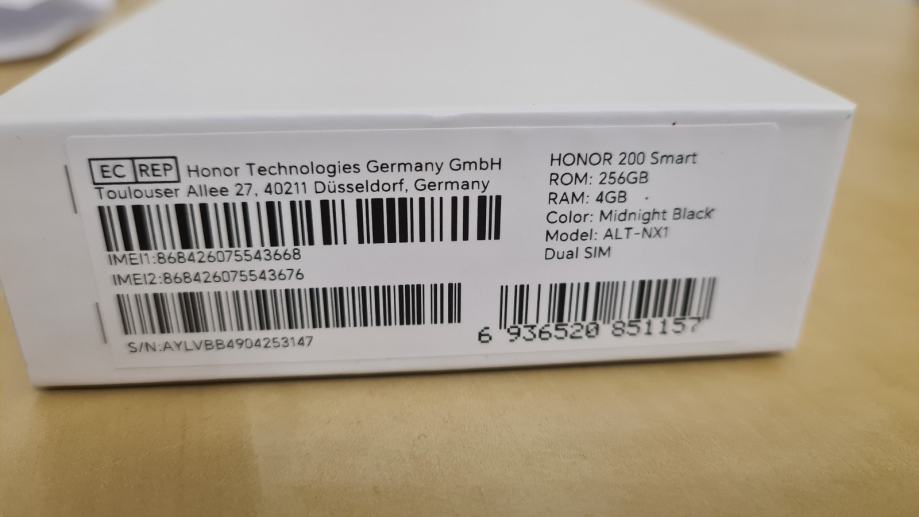 EC REP Honor Technologies Germany GmbH
Toulouser Allee 27, 40211 Düsseldorf, Germany
IMEI1:868426075543668
IMEI2:868426075543676
S/N:AYLVBB4904253147
HONOR 200 Smart
ROM: 256GB
RAM: 4GB
Color: Midnight Black
Model: ALT-NX1
Dual SIM
6 936520 851157